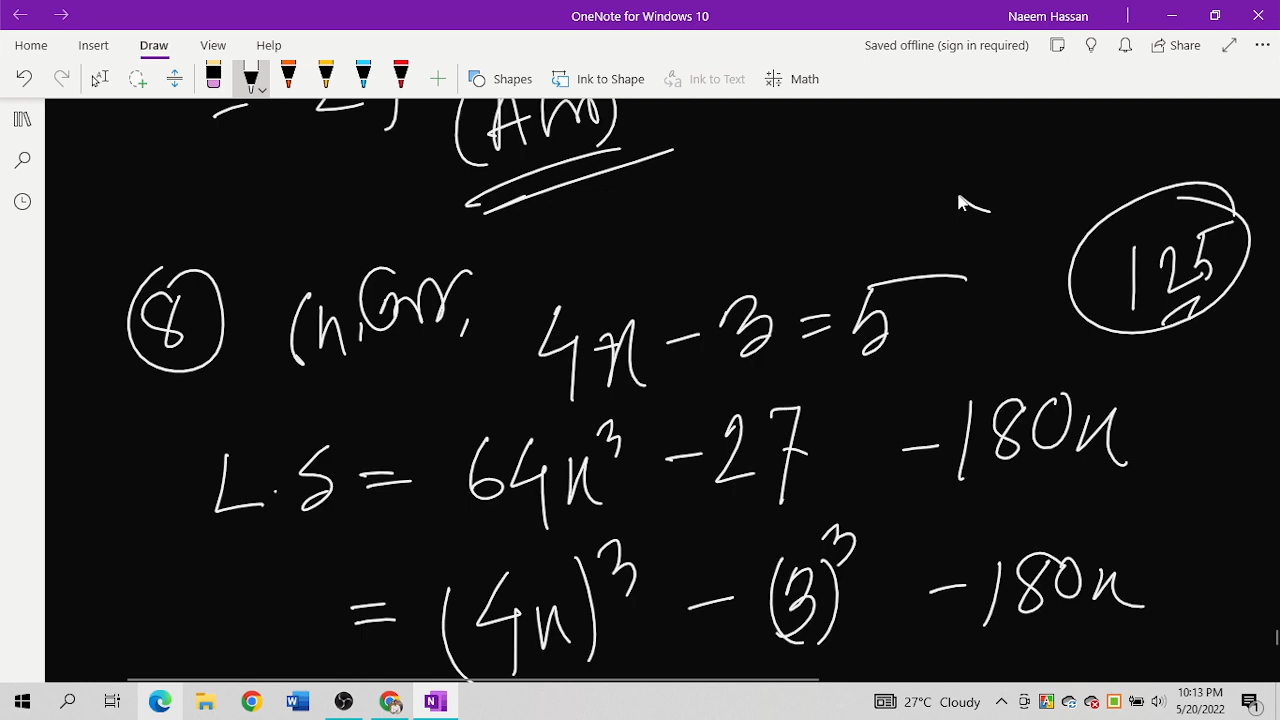 OneNote for Windows 10
Naeem Hassan
Home Insert Draw View Help
Saved offline (sign in required)
Share
Shapes
Ink to Shape
Ink to Text
Math
= 2,
(Ans)
125
8
4x - 3 = 5
L.S = 64x³ - 27 - 180x
= (4x)³ - (3)³ - 180x
27°C Cloudy
10:13 PM
5/20/2022